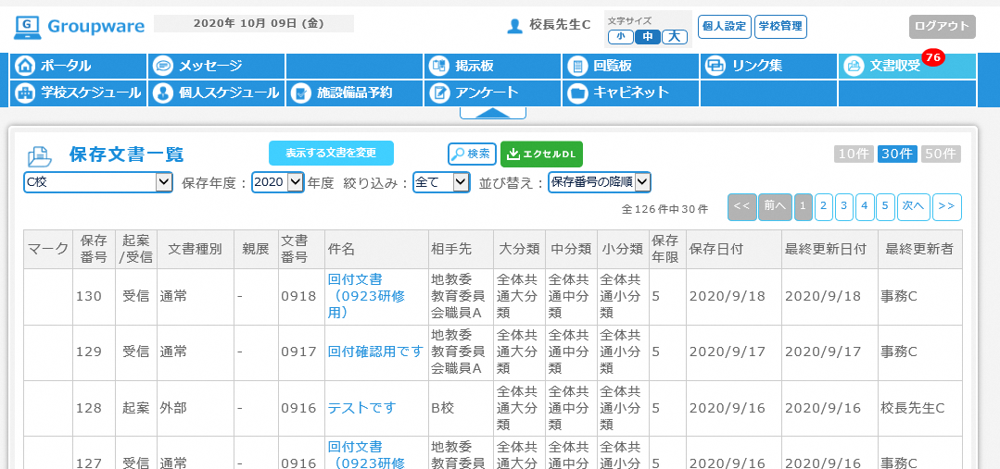 G Groupware 2020年 10月 09日 (金) 校長先生C 文字サイズ 小 中 大 個人設定 学校管理 ログアウト
ポータル メッセージ 掲示板 回覧板 リンク集 文書収受 76
学校スケジュール 個人スケジュール 施設備品予約 アンケート キャビネット
保存文書一覧 表示する文書を変更 検索 エクセルDL 10件 30件 50件
C校 保存年度： 2020 年度 絞り込み： 全て 並び替え： 保存番号の降順
全126件中30件 << 前へ 1 2 3 4 5 次へ >>
マーク 保存番号 起案/受信 文書種別 親展 文書番号 件名 相手先 大分類 中分類 小分類 保存年限 保存日付 最終更新日付 最終更新者
130 受信 通常 - 0918 回付文書（0923研修用） 地教委 教育委員会職員A 全体共通大分類 全体共通中分類 全体共通小分類 5 2020/9/18 2020/9/18 事務C
129 受信 通常 - 0917 回付確認用です 地教委 教育委員会職員A 全体共通大分類 全体共通中分類 全体共通小分類 5 2020/9/17 2020/9/17 事務C
128 起案 外部 - 0916 テストです B校 全体共通大分類 全体共通中分類 全体共通小分類 5 2020/9/16 2020/9/16 校長先生C
127 受信 通常 - 0916 回付文書（0923研修 地教委 教育委員 全体共通大分 全体共通中分 全体共通小分 5 2020/9/16 2020/9/16 事務C